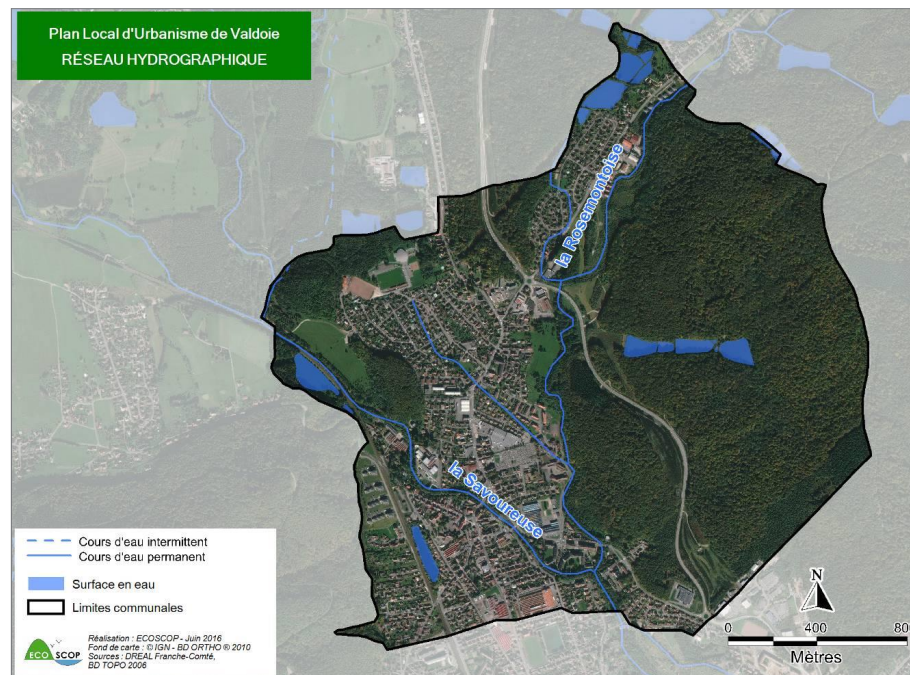 Plan Local d'Urbanisme de Valdoie
RÉSEAU HYDROGRAPHIQUE
la Rosemontoise
la Savoureuse
Cours d'eau intermittent
Cours d'eau permanent
Surface en eau
Limites communales
ECO SCOP
Réalisation : ECOSCOP - Juin 2016
Fond de carte : © IGN - BD ORTHO ® 2010
Sources : DREAL Franche-Comté,
BD TOPO 2006
N
0 400 800
Mètres